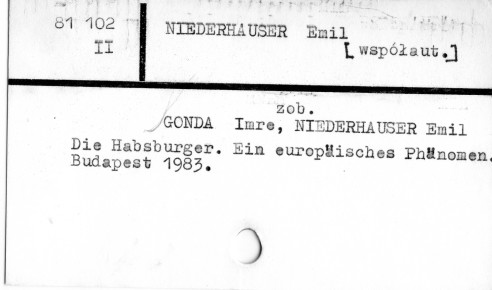 81 102
II
NIEDERHAUSER Emil
[współaut.]
zob.
GONDA Imre, NIEDERHAUSER Emil
Die Habsburger. Ein europäisches Phänomen.
Budapest 1983.